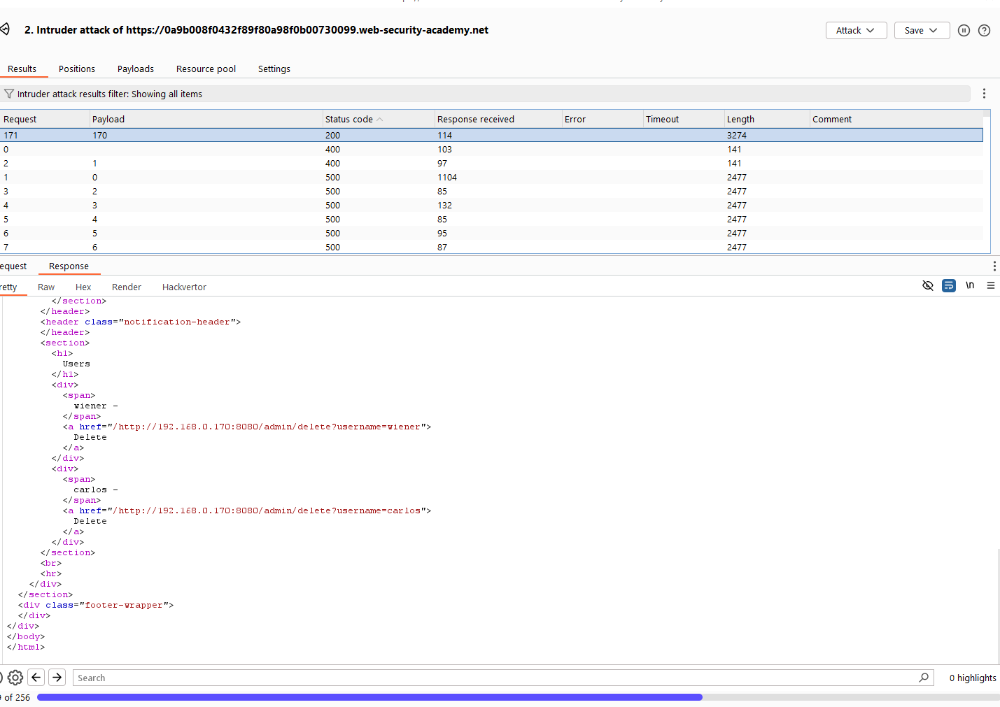 2. Intruder attack of https://0a9b008f0432f89f80a98f0b00730099.web-security-academy.net
Attack
Save
Results Positions Payloads Resource pool Settings
Intruder attack results filter: Showing all items
Request Payload Status code Response received Error Timeout Length Comment
171 170 200 114 3274
0 400 103 141
2 1 400 97 141
1 0 500 1104 2477
3 2 500 85 2477
4 3 500 132 2477
5 4 500 85 2477
6 5 500 95 2477
7 6 500 87 2477
equest Response
retty Raw Hex Render Hackvertor \n
</section>
</header>
<header class="notification-header">
</header>
<section>
<h1>
Users
</h1>
<div>
<span>
wiener -
</span>
<a href="/http://192.168.0.170:8080/admin/delete?username=wiener">
Delete
</a>
</div>
<div>
<span>
carlos -
</span>
<a href="/http://192.168.0.170:8080/admin/delete?username=carlos">
Delete
</a>
</div>
</section>
<br>
<hr>
</div>
</section>
<div class="footer-wrapper">
</div>
</div>
</body>
</html>
Search
0 highlights
of 256